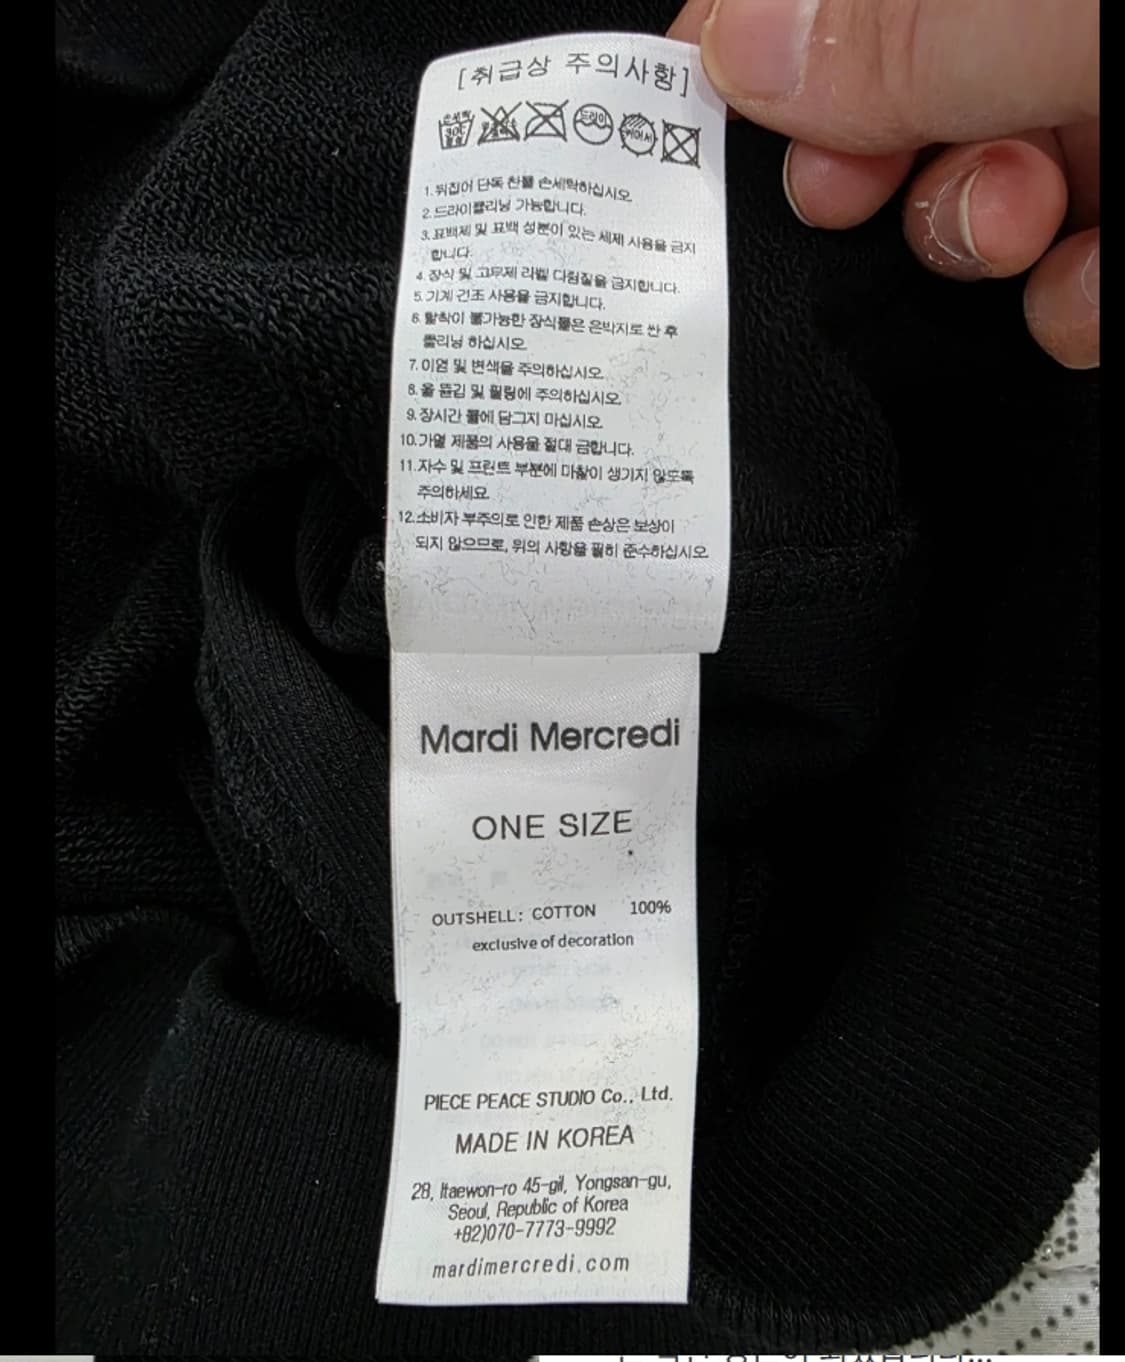 [취급상 주의사항]
손세탁
30℃
중성
드라이
뉘어서
1.뒤집어 단독 찬물 손세탁하십시오.
2.드라이클리닝 가능합니다.
3.표백제 및 표백 성분이 있는 세제 사용을 금지
합니다.
4.장식 및 고무제 라벨 다림질을 금지합니다.
5.기계 건조 사용을 금지합니다.
6.탈착이 불가능한 장식물은 은박지로 싼 후
클리닝 하십시오.
7.이염 및 변색을 주의하십시오.
8.올 뜯김 및 필링에 주의하십시오.
9.장시간 물에 담그지 마십시오.
10.가열 제품의 사용을 절대 금합니다.
11.자수 및 프린트 부분에 마찰이 생기지 않도록
주의하세요.
12.소비자 부주의로 인한 제품 손상은 보상이
되지 않으므로, 위의 사항을 필히 준수하십시오.
Mardi Mercredi
ONE SIZE
OUTSHELL: COTTON 100%
exclusive of decoration
PIECE PEACE STUDIO Co., Ltd.
MADE IN KOREA
28, Itaewon-ro 45-gil, Yongsan-gu,
Seoul, Republic of Korea
+82)070-7773-9992
mardimercredi.com